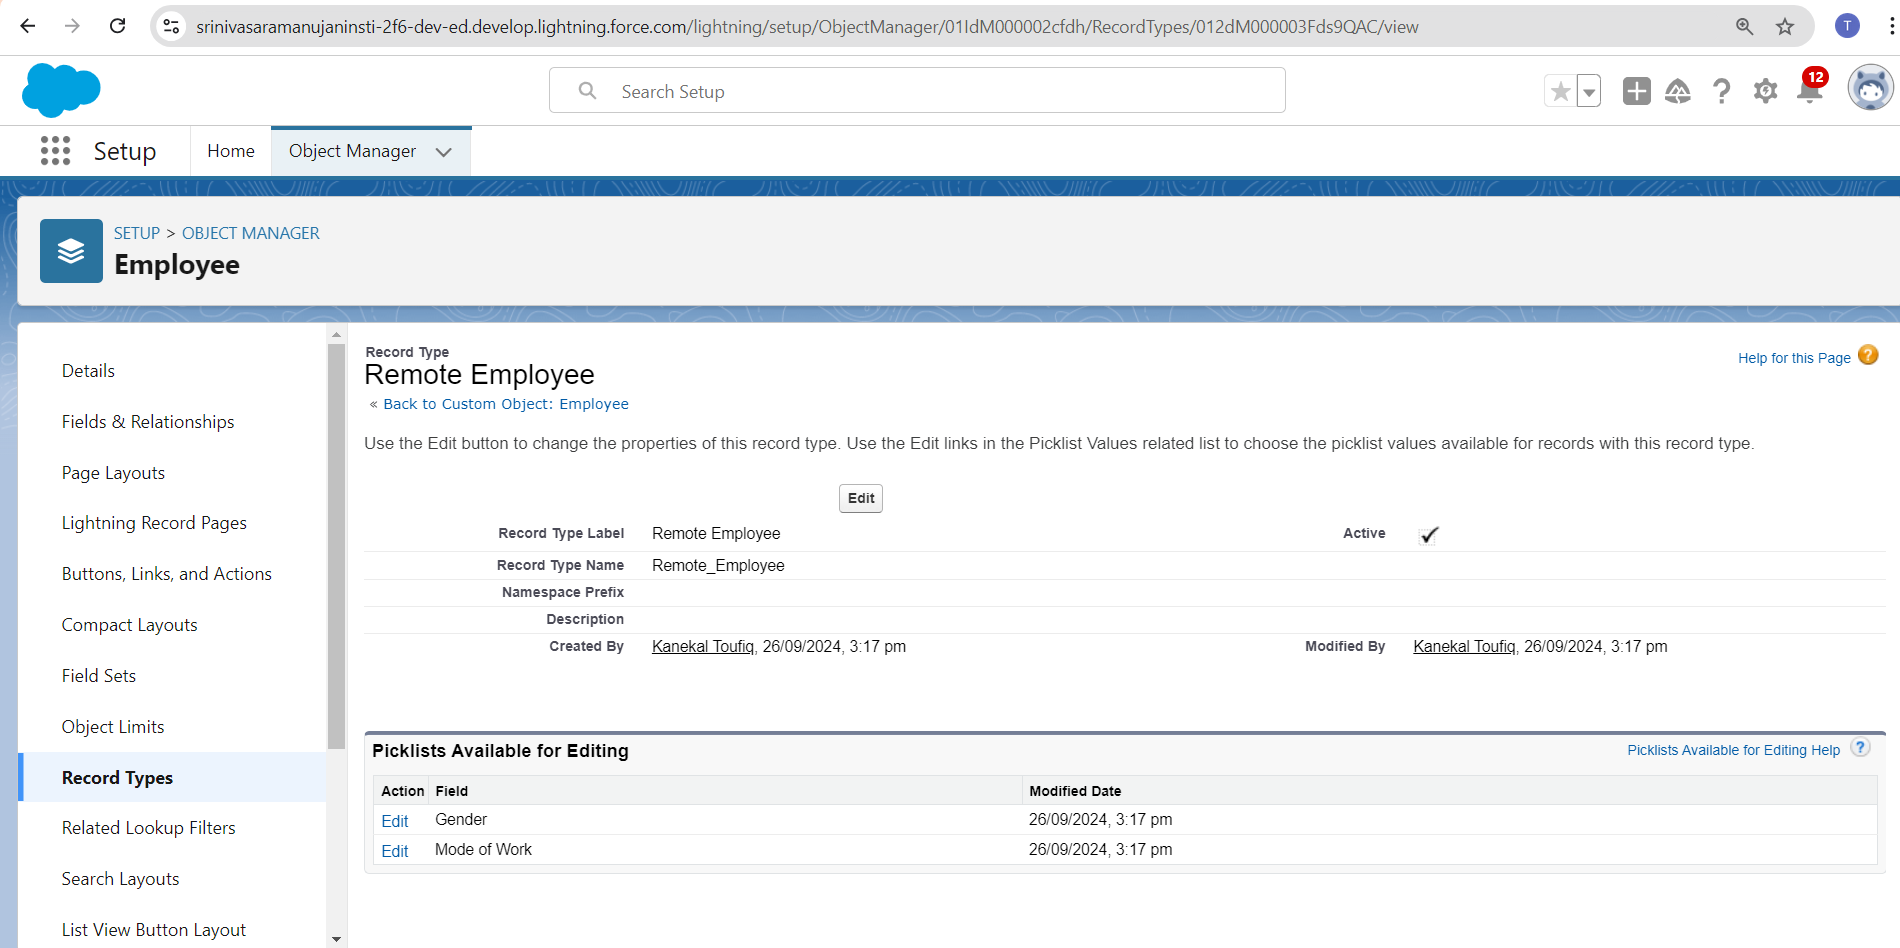 srinivasaramanujaninsti-2f6-dev-ed.develop.lightning.force.com/lightning/setup/ObjectManager/01IdM000002cfdh/RecordTypes/012dM000003Fds9QAC/view
T
Search Setup
12
Setup
Home
Object Manager
SETUP > OBJECT MANAGER
Employee
Details
Fields & Relationships
Page Layouts
Lightning Record Pages
Buttons, Links, and Actions
Compact Layouts
Field Sets
Object Limits
Record Types
Related Lookup Filters
Search Layouts
List View Button Layout
Record Type
Remote Employee
« Back to Custom Object: Employee
Help for this Page ?
Use the Edit button to change the properties of this record type. Use the Edit links in the Picklist Values related list to choose the picklist values available for records with this record type.
Edit
Record Type Label Remote Employee Active
Record Type Name Remote_Employee
Namespace Prefix
Description
Created By Kanekal Toufiq, 26/09/2024, 3:17 pm Modified By Kanekal Toufiq, 26/09/2024, 3:17 pm
Picklists Available for Editing
Picklists Available for Editing Help ?
Action Field Modified Date
Edit Gender 26/09/2024, 3:17 pm
Edit Mode of Work 26/09/2024, 3:17 pm